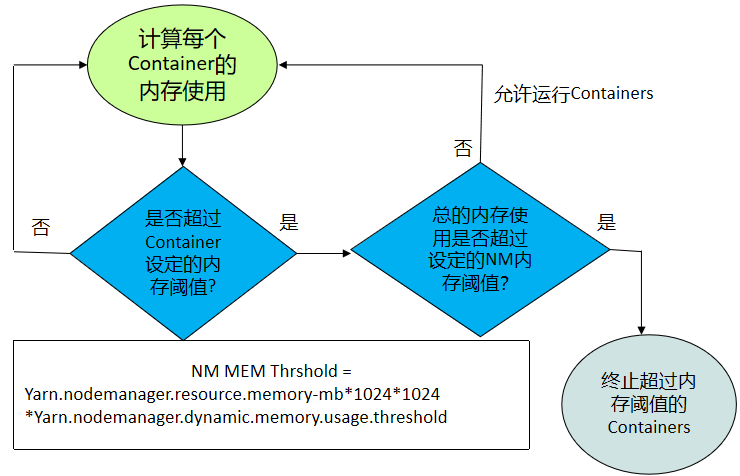 计算每个
Container的
内存使用
允许运行Containers
否
否
是否超过
Container
设定的内
存阈值?
是
总的内存使
用是否超过
设定的NM内
存阈值？
是
NM MEM Thrshold =
Yarn.nodemanager.resource.memory-mb*1024*1024
*Yarn.nodemanager.dynamic.memory.usage.threshold
终止超过内
存阈值的
Containers